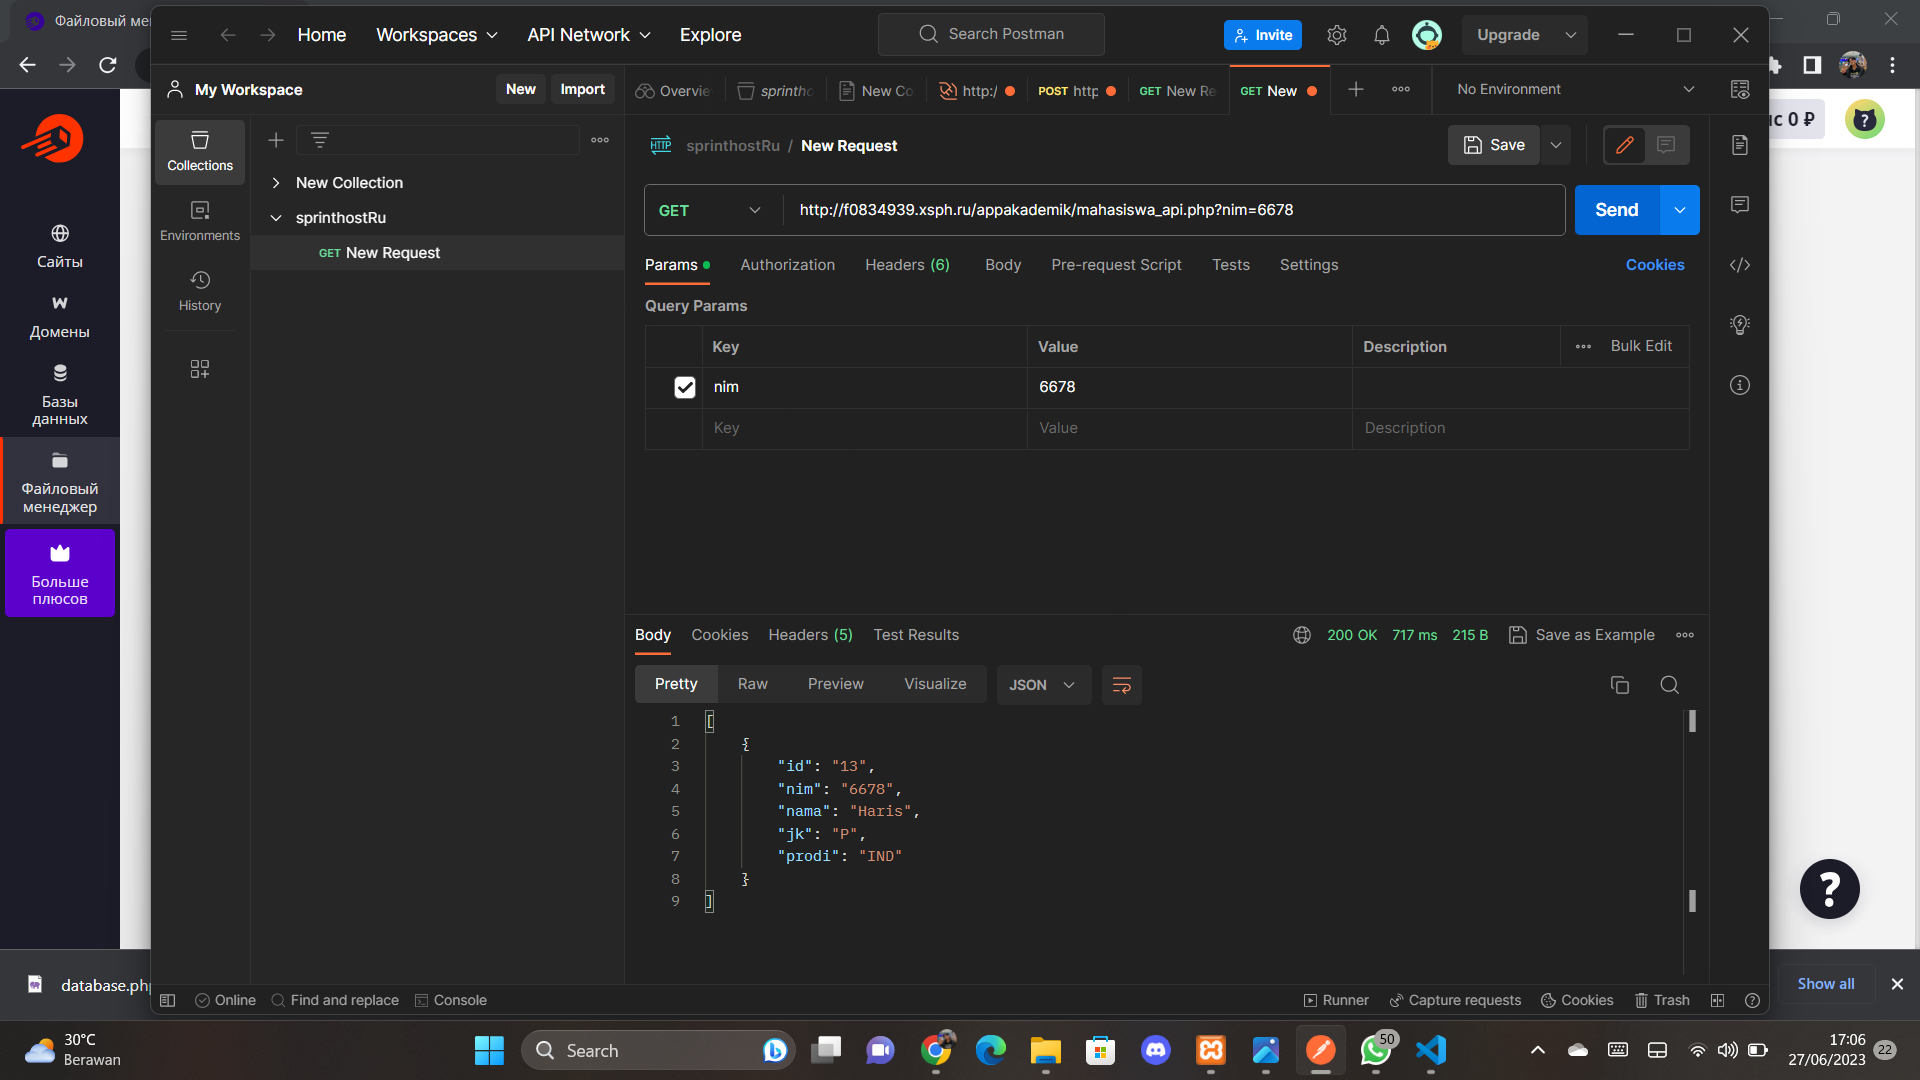 Файловый ме
Home
Workspaces
API Network
Explore
Search Postman
Invite
Upgrade
My Workspace
New
Import
Overvie
sprinthc
New Co
http:/
POST http
GET New Re
GET New
No Environment
Collections
Environments
History
New Collection
sprinthostRu
GET New Request
HTTP sprinthostRu / New Request
Save
GET
http://f0834939.xsph.ru/appakademik/mahasiswa_api.php?nim=6678
Send
Params
Authorization
Headers (6)
Body
Pre-request Script
Tests
Settings
Cookies
Query Params
Key
Value
Description
Bulk Edit
nim
6678
Key
Value
Description
Сайты
Домены
Базы
данных
Файловый
менеджер
Больше
плюсов
с 0 ₽
Body
Cookies
Headers (5)
Test Results
200 OK
717 ms
215 B
Save as Example
Pretty
Raw
Preview
Visualize
JSON
1 [
2 {
3 "id": "13",
4 "nim": "6678",
5 "nama": "Haris",
6 "jk": "P",
7 "prodi": "IND"
8 }
9 ]
database.php
Show all
Online
Find and replace
Console
Runner
Capture requests
Cookies
Trash
30°C
Berawan
Search
50
17:06
27/06/2023
22